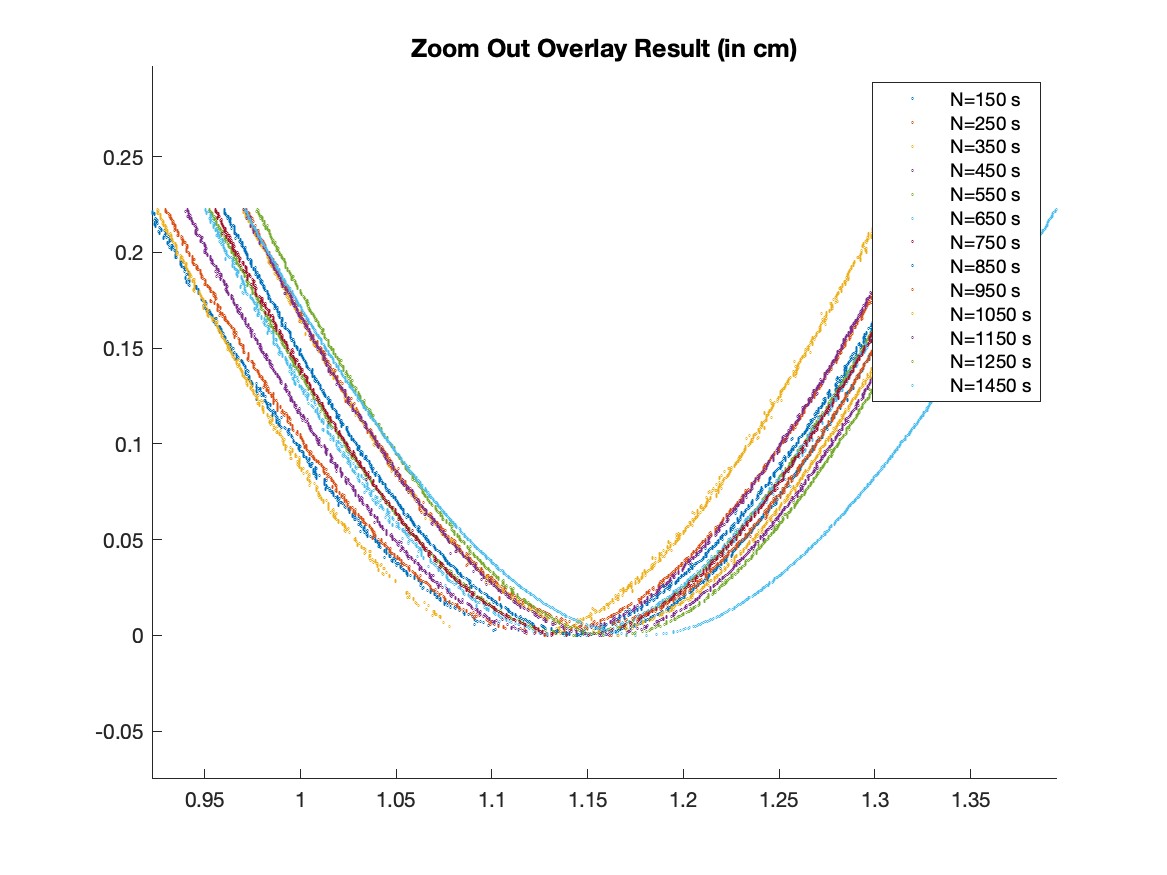 Zoom Out Overlay Result (in cm)
N=150 s
N=250 s
N=350 s
N=450 s
N=550 s
N=650 s
N=750 s
N=850 s
N=950 s
N=1050 s
N=1150 s
N=1250 s
N=1450 s
0.25
0.2
0.15
0.1
0.05
0
-0.05
0.95
1
1.05
1.1
1.15
1.2
1.25
1.3
1.35